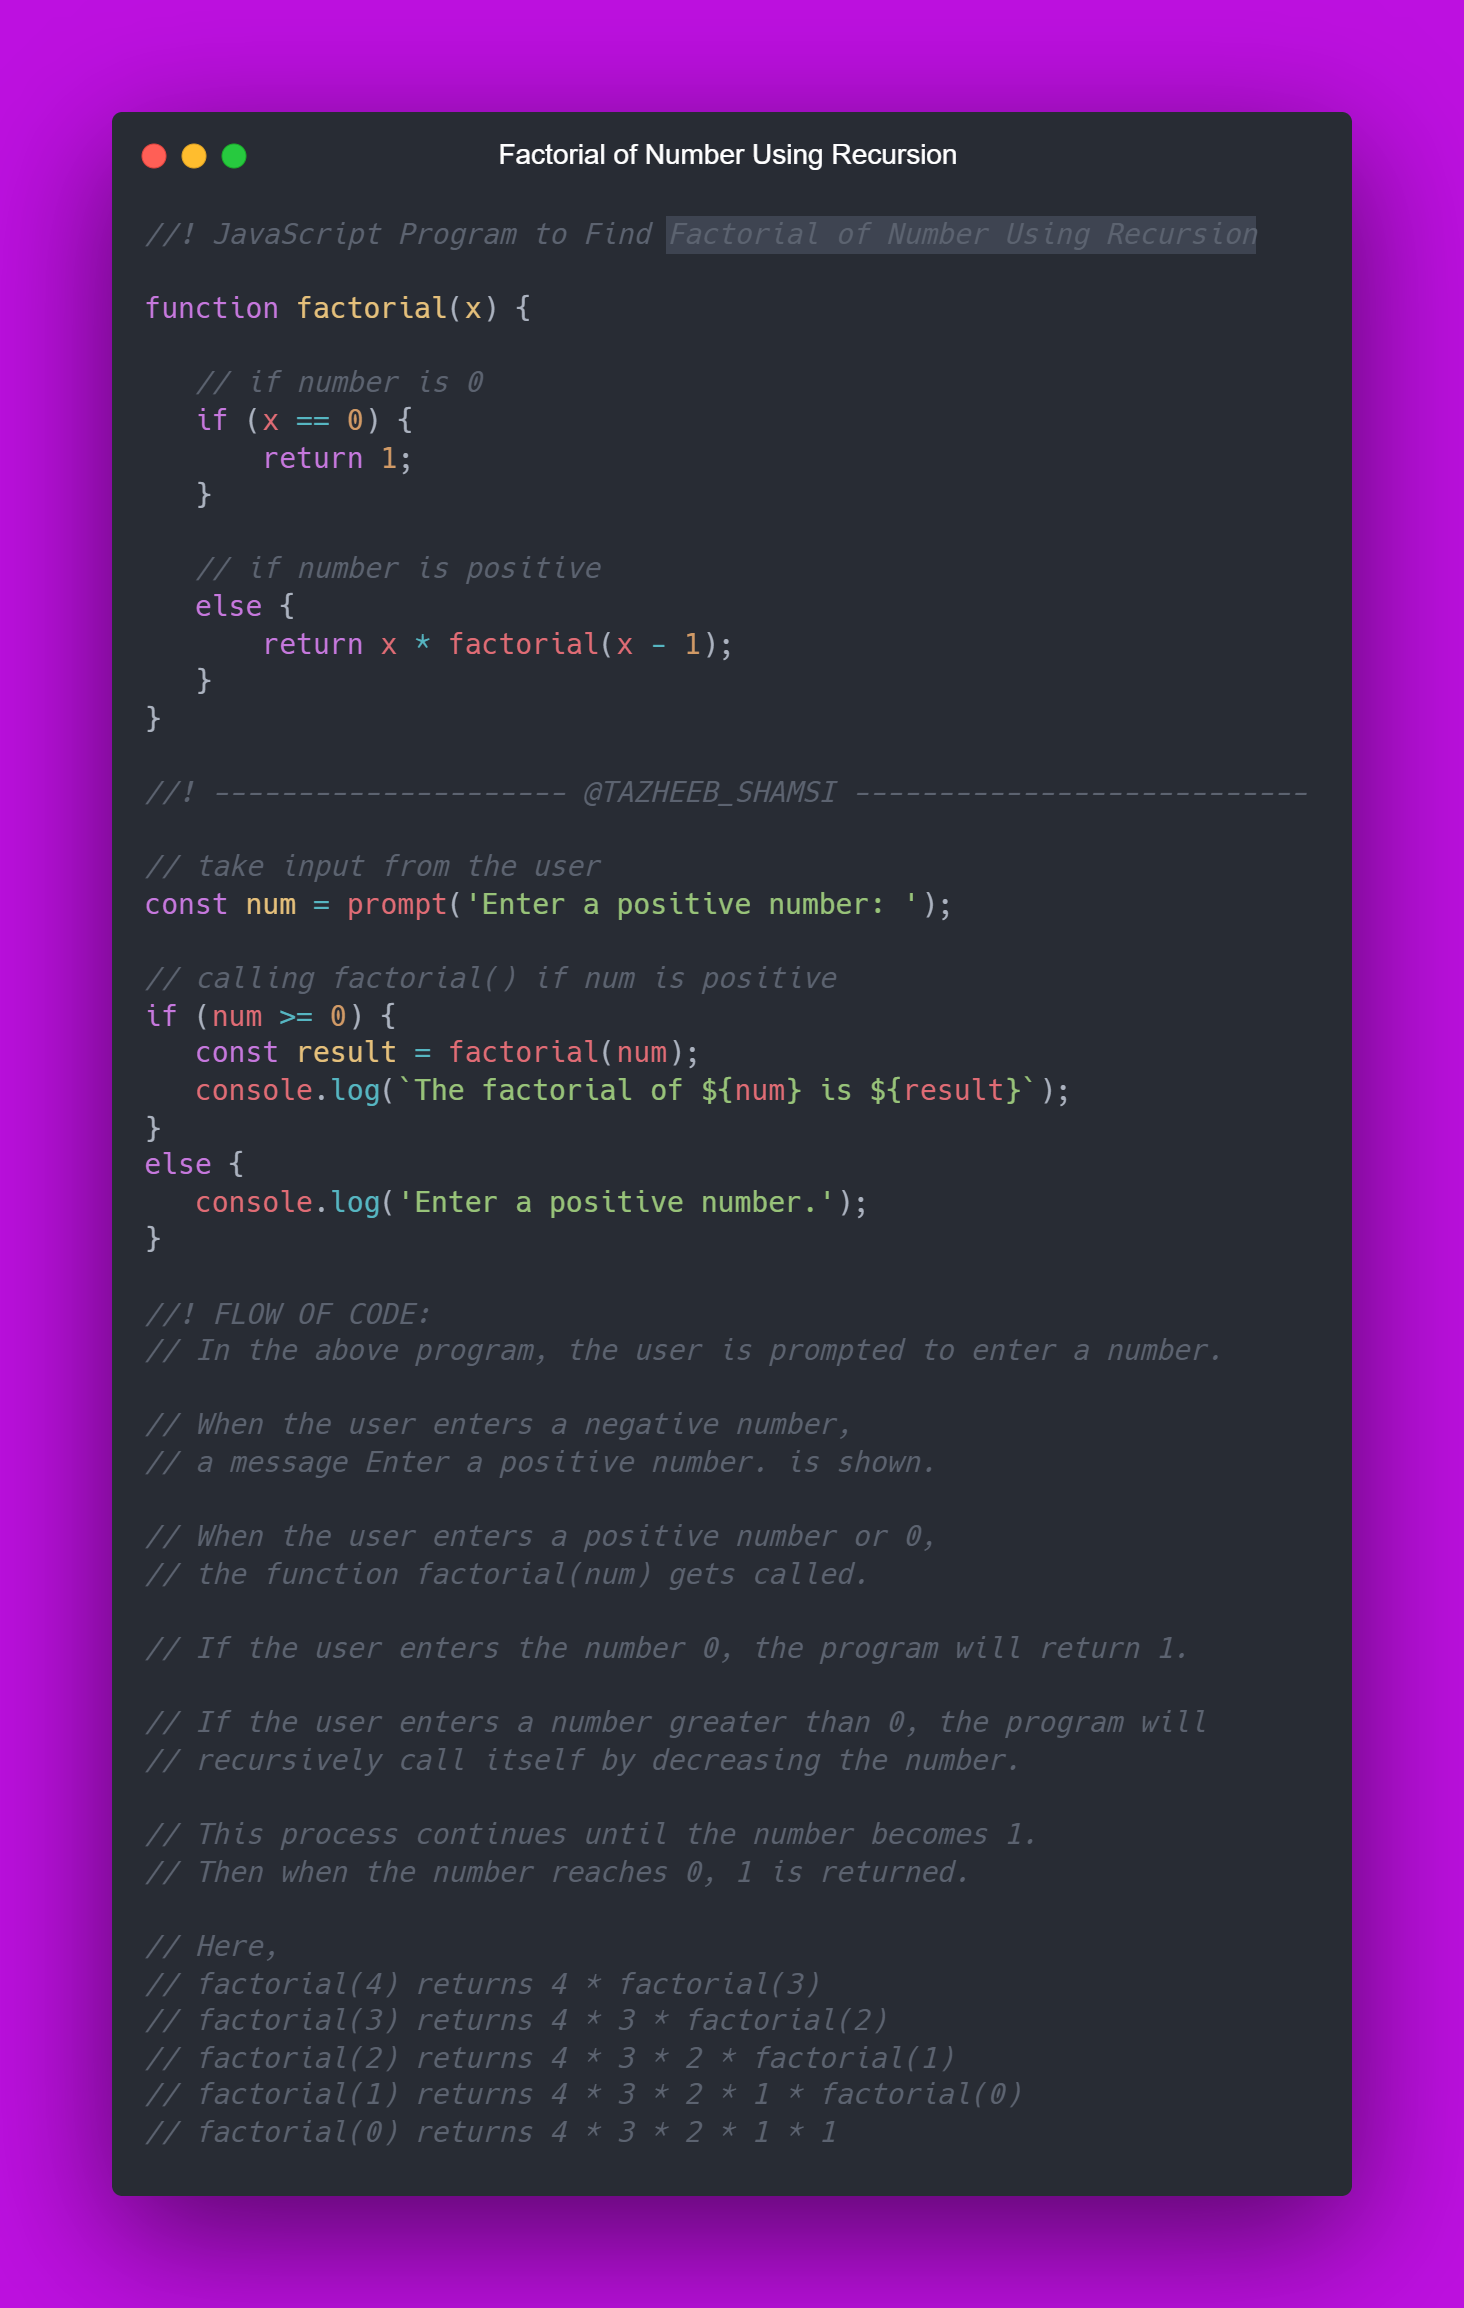 Factorial of Number Using Recursion
//! JavaScript Program to Find Factorial of Number Using Recursion
function factorial(x) {
// if number is 0
if (x == 0) {
return 1;
}
// if number is positive
else {
return x * factorial(x - 1);
}
}
//! --------------------- @TAZHEEB_SHAMSI ---------------------------
// take input from the user
const num = prompt('Enter a positive number: ');
// calling factorial() if num is positive
if (num >= 0) {
const result = factorial(num);
console.log(`The factorial of ${num} is ${result}`);
}
else {
console.log('Enter a positive number.');
}
//! FLOW OF CODE:
// In the above program, the user is prompted to enter a number.
// When the user enters a negative number,
// a message Enter a positive number. is shown.
// When the user enters a positive number or 0,
// the function factorial(num) gets called.
// If the user enters the number 0, the program will return 1.
// If the user enters a number greater than 0, the program will
// recursively call itself by decreasing the number.
// This process continues until the number becomes 1.
// Then when the number reaches 0, 1 is returned.
// Here,
// factorial(4) returns 4 * factorial(3)
// factorial(3) returns 4 * 3 * factorial(2)
// factorial(2) returns 4 * 3 * 2 * factorial(1)
// factorial(1) returns 4 * 3 * 2 * 1 * factorial(0)
// factorial(0) returns 4 * 3 * 2 * 1 * 1